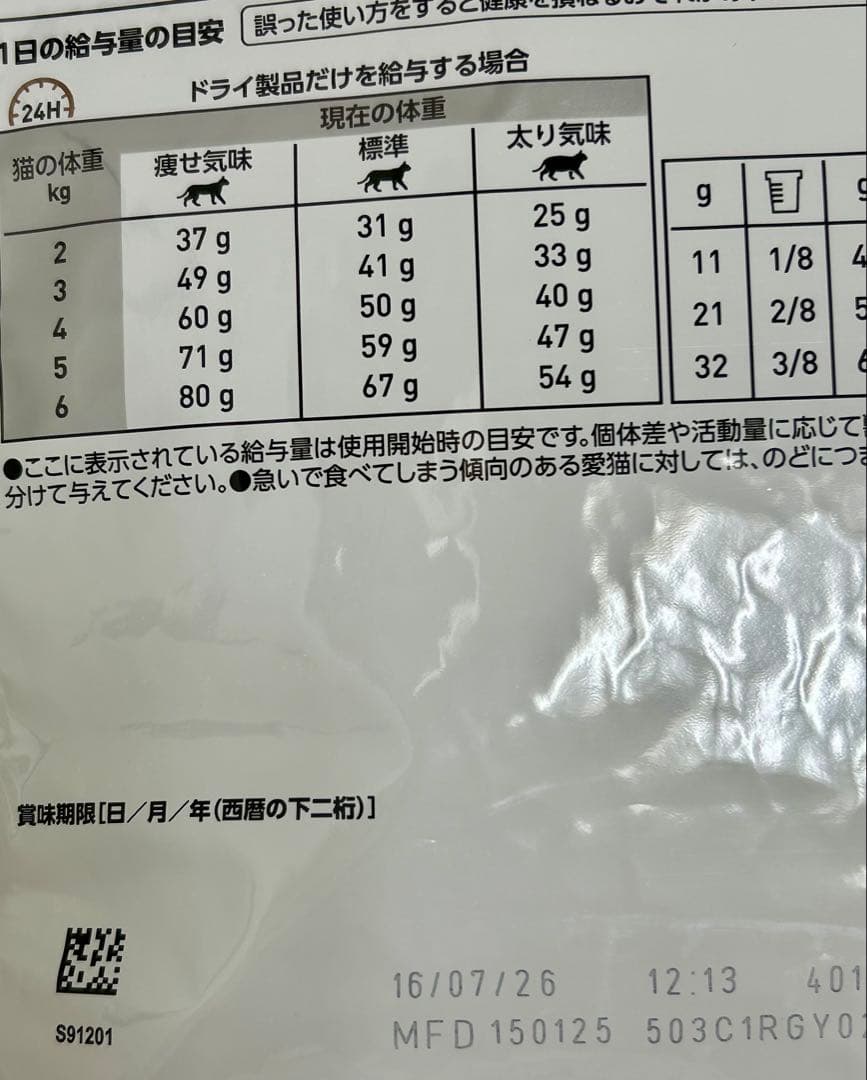 1日の給与量の目安
誤った使い方をすると健康を損ねるおそれが
24H
ドライ製品だけを給与する場合
現在の体重
猫の体重 kg 痩せ気味 標準 太り気味
2 37 g 31 g 25 g
3 49 g 41 g 33 g
4 60 g 50 g 40 g
5 71 g 59 g 47 g
6 80 g 67 g 54 g
g
11 1/8 4
21 2/8 5
32 3/8 6
●ここに表示されている給与量は使用開始時の目安です。個体差や活動量に応じて
分けて与えてください。●急いで食べてしまう傾向のある愛猫に対しては、のどにつま
賞味期限[日/月/年(西暦の下二桁)]
16/07/26 12:13 401
S91201
MFD 150125 503C1RGY0